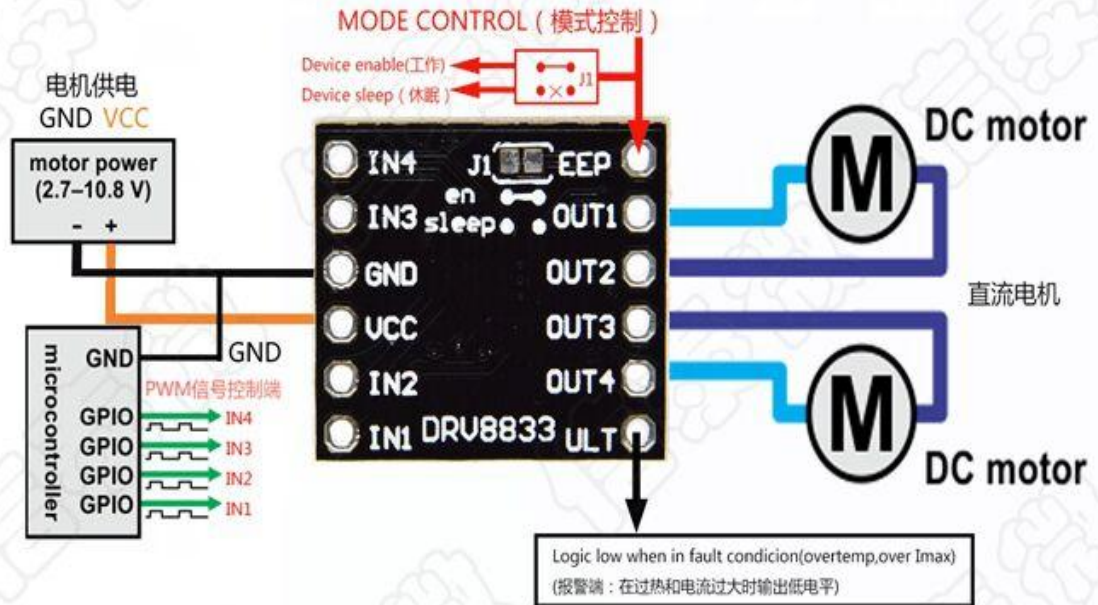 MODE CONTROL（模式控制）
Device enable(工作)
J1
Device sleep（休眠）
电机供电
GND VCC
motor power
(2.7–10.8 V)
- +
IN4
J1
EEP
en
IN3
sleep
OUT1
GND
OUT2
VCC
OUT3
IN2
OUT4
IN1
DRV8833
ULT
DC motor
M
直流电机
M
DC motor
microcontroller
GND
GND
PWM信号控制端
GPIO
IN4
GPIO
IN3
GPIO
IN2
GPIO
IN1
Logic low when in fault condicion(overtemp,over Imax)
(报警端：在过热和电流过大时输出低电平)